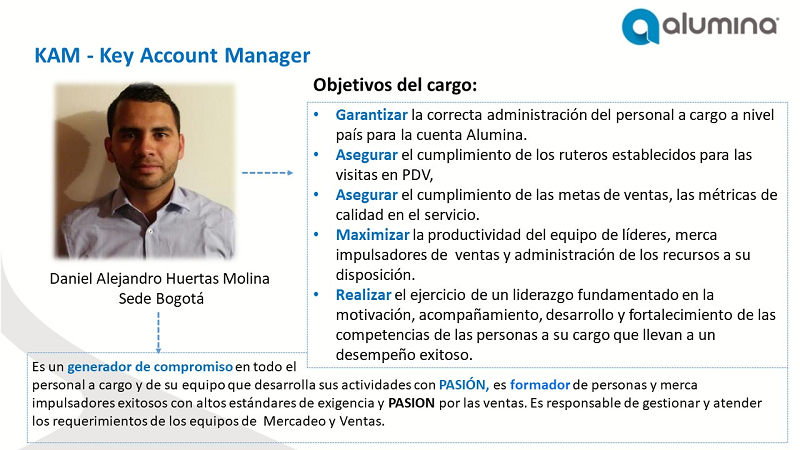 alumina
KAM - Key Account Manager
Objetivos del cargo:
• Garantizar la correcta administración del personal a cargo a nivel
país para la cuenta Alumina.
• Asegurar el cumplimiento de los ruteros establecidos para las
visitas en PDV,
• Asegurar el cumplimiento de las metas de ventas, las métricas de
calidad en el servicio.
• Maximizar la productividad del equipo de líderes, merca
impulsadores de ventas y administración de los recursos a su
disposición.
• Realizar el ejercicio de un liderazgo fundamentado en la
motivación, acompañamiento, desarrollo y fortalecimiento de las
competencias de las personas a su cargo que llevan a un
desempeño exitoso.
Daniel Alejandro Huertas Molina
Sede Bogotá
Es un generador de compromiso en todo el
personal a cargo y de su equipo que desarrolla sus actividades con PASIÓN, es formador de personas y merca
impulsadores exitosos con altos estándares de exigencia y PASION por las ventas. Es responsable de gestionar y atender
los requerimientos de los equipos de Mercadeo y Ventas.